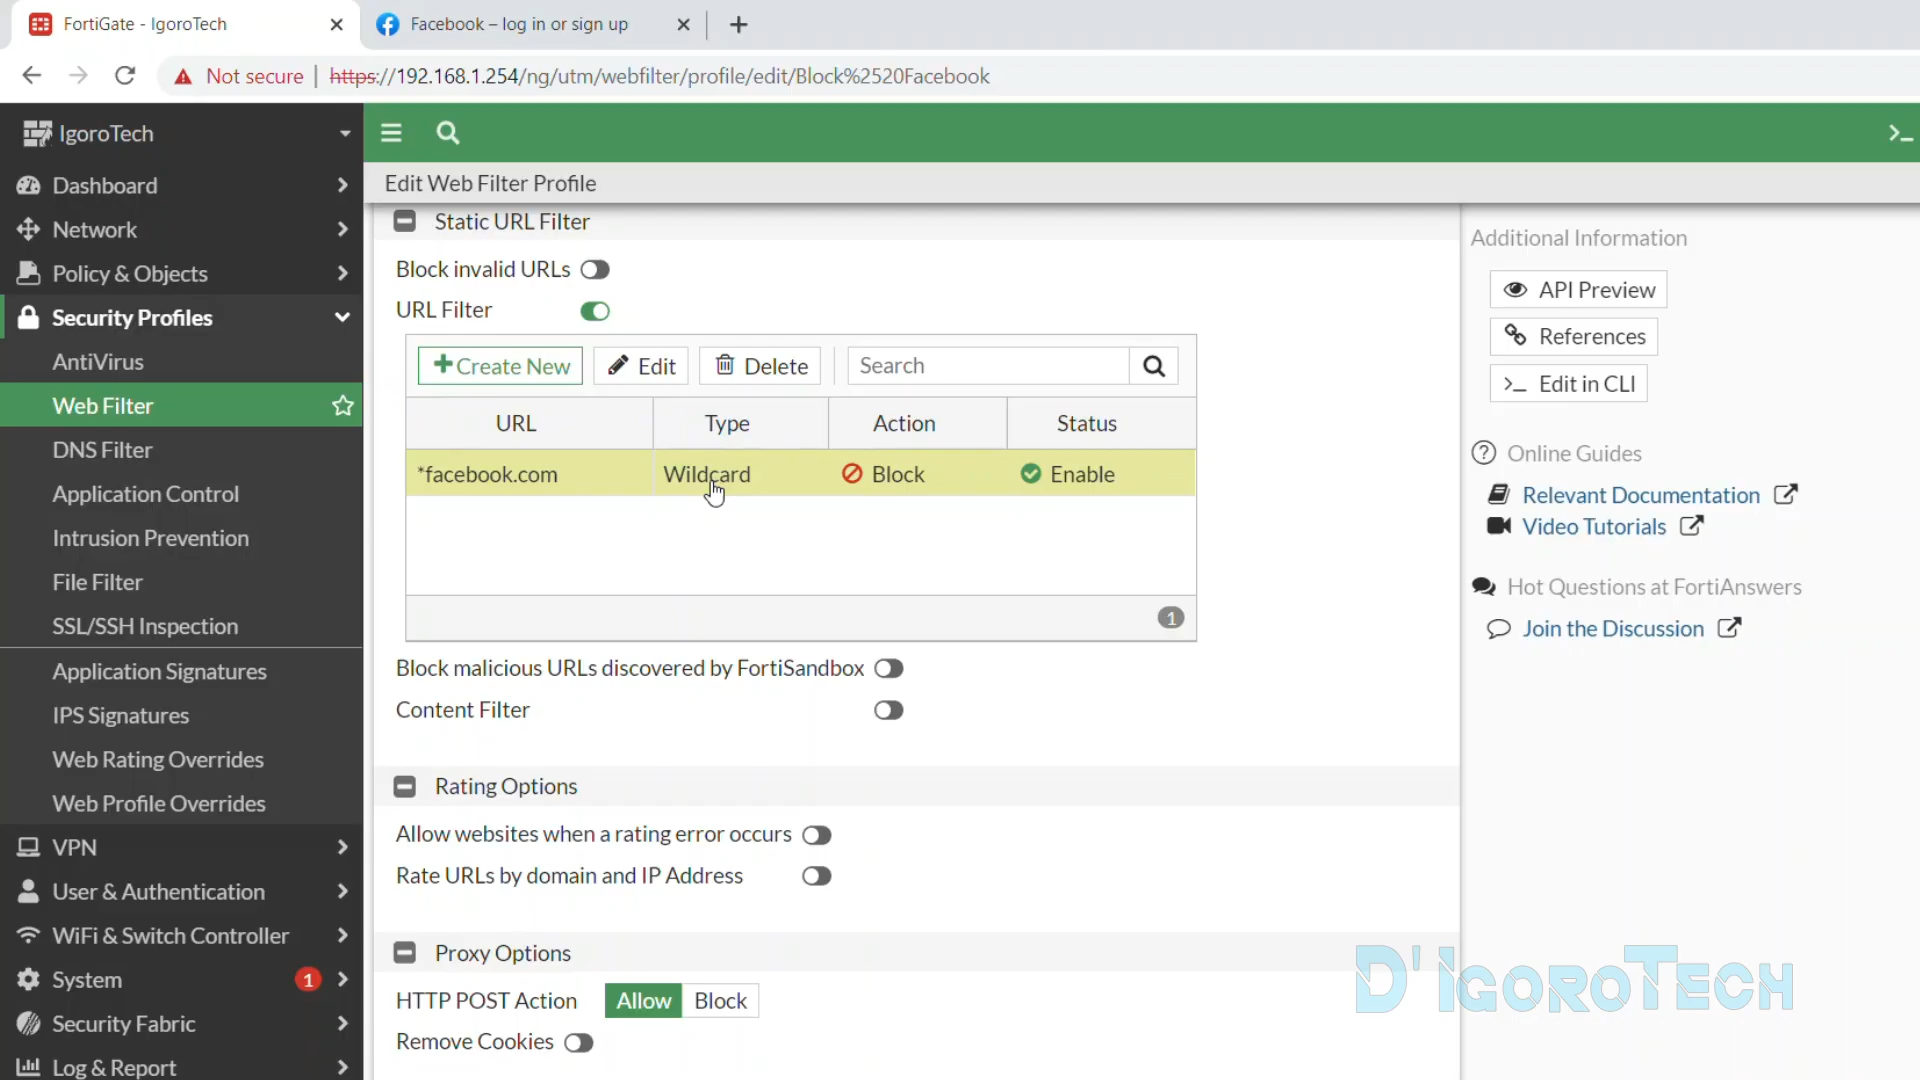 FortiGate - IgoroTech
Facebook – log in or sign up
Not secure | https://192.168.1.254/ng/utm/webfilter/profile/edit/Block%2520Facebook
IgoroTech
Dashboard
Network
Policy & Objects
Security Profiles
AntiVirus
Web Filter
DNS Filter
Application Control
Intrusion Prevention
File Filter
SSL/SSH Inspection
Application Signatures
IPS Signatures
Web Rating Overrides
Web Profile Overrides
VPN
User & Authentication
WiFi & Switch Controller
System 1
Security Fabric
Log & Report
Edit Web Filter Profile
Static URL Filter
Block invalid URLs
URL Filter
+Create New Edit Delete Search
URL Type Action Status
*facebook.com Wildcard Block Enable
1
Block malicious URLs discovered by FortiSandbox
Content Filter
Rating Options
Allow websites when a rating error occurs
Rate URLs by domain and IP Address
Proxy Options
HTTP POST Action Allow Block
Remove Cookies
Additional Information
API Preview
References
>_ Edit in CLI
Online Guides
Relevant Documentation
Video Tutorials
Hot Questions at FortiAnswers
Join the Discussion
D'IgoroTech